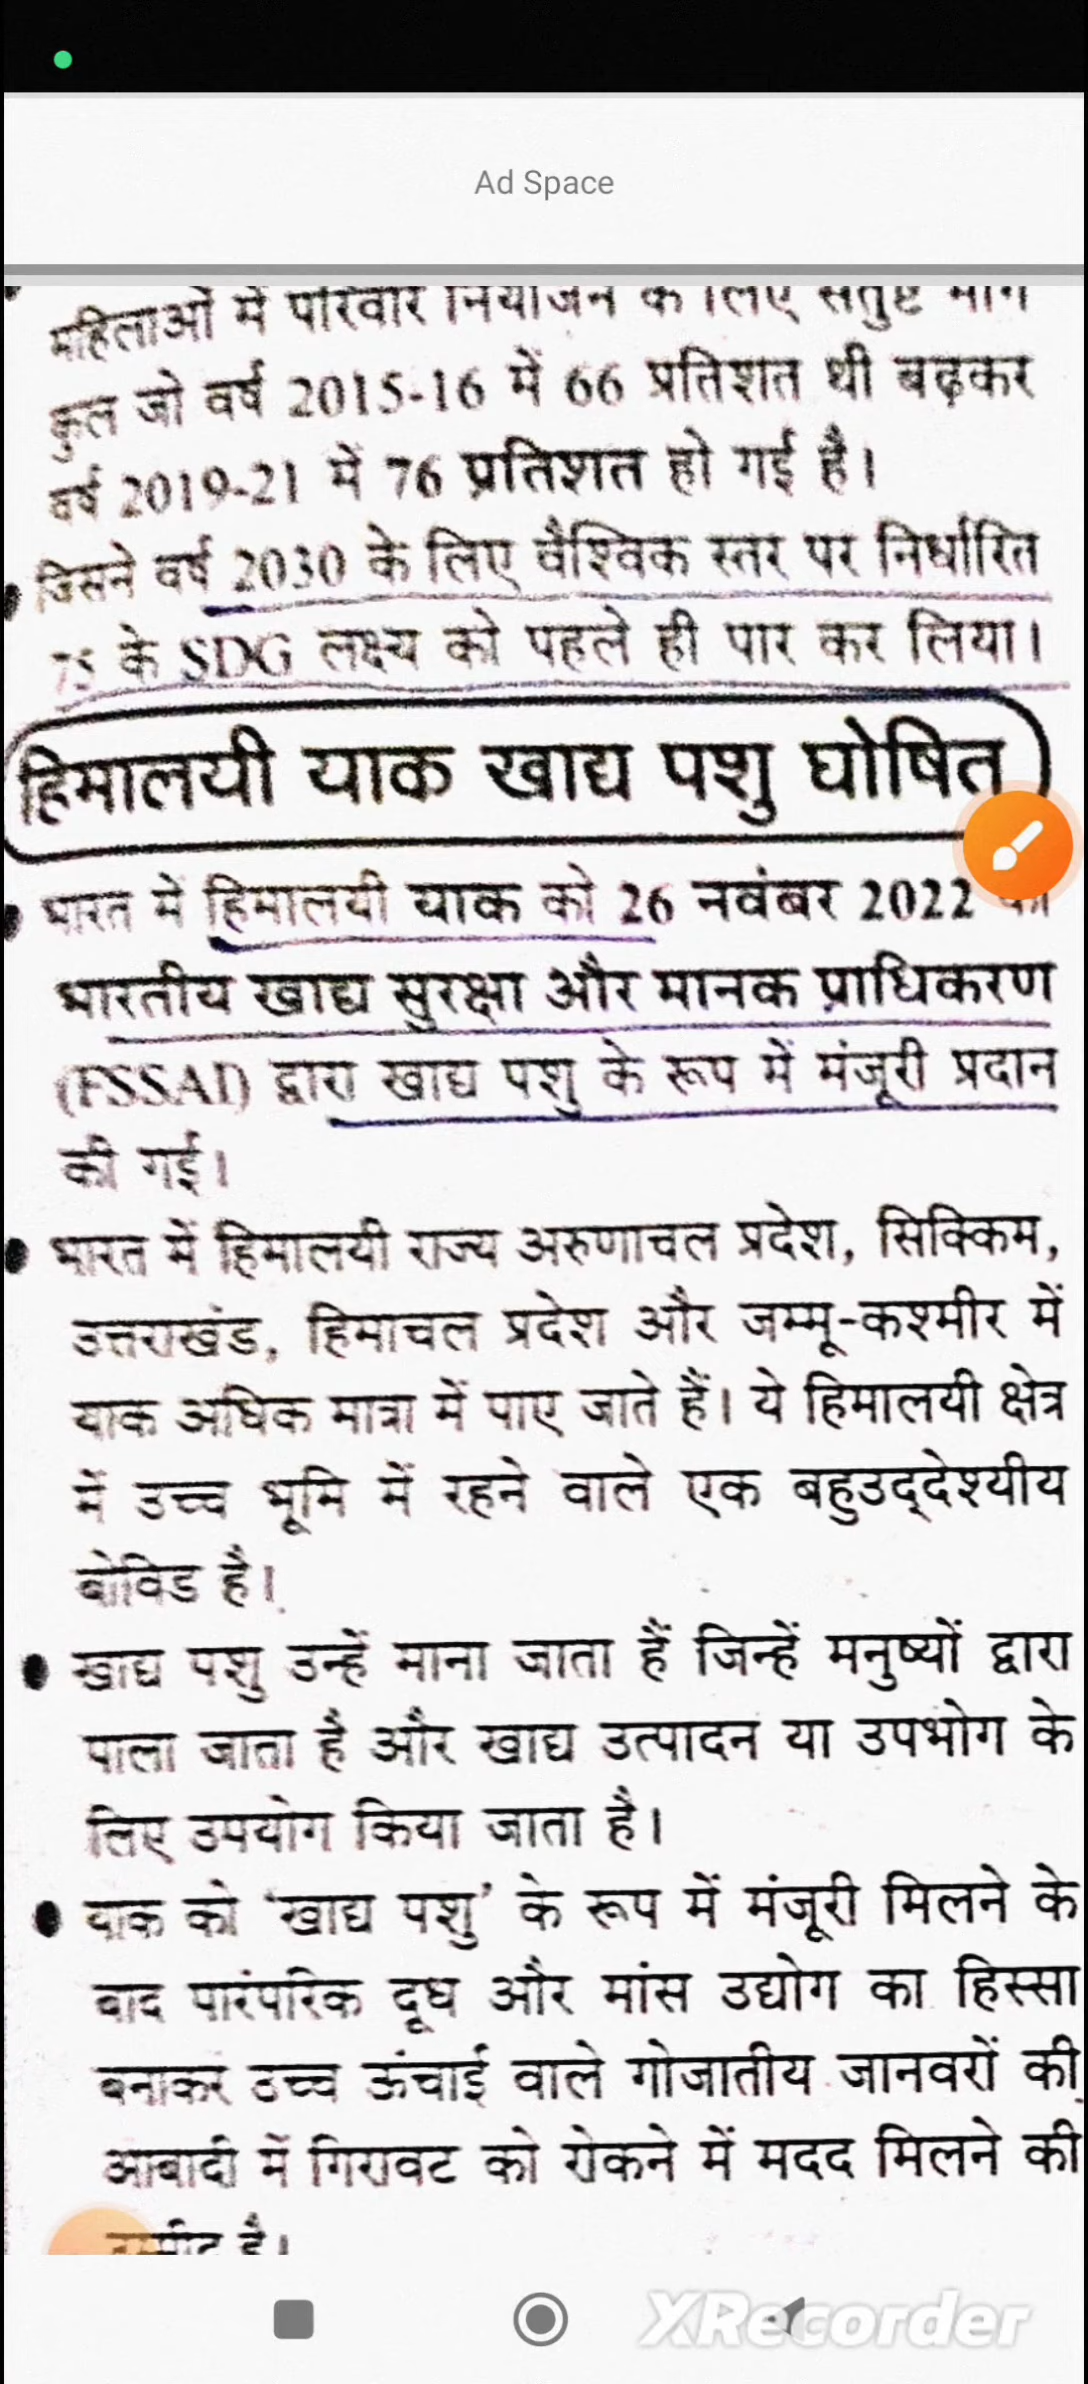 Ad Space
महिलाओं में परिवार नियोजन के लिए संतुष्ट मांग
कुल जो वर्ष 2015-16 में 66 प्रतिशत थी बढ़कर
वर्ष 2019-21 में 76 प्रतिशत हो गई है।
जिसने वर्ष 2030 के लिए वैश्विक स्तर पर निर्धारित
75 के SDG लक्ष्य को पहले ही पार कर लिया।
हिमालयी याक खाद्य पशु घोषित
भारत में हिमालयी याक को 26 नवंबर 2022 को
भारतीय खाद्य सुरक्षा और मानक प्राधिकरण
(FSSAI) द्वारा खाद्य पशु के रूप में मंजूरी प्रदान
की गई।
भारत में हिमालयी राज्य अरुणाचल प्रदेश, सिक्किम,
उत्तराखंड, हिमाचल प्रदेश और जम्मू-कश्मीर में
याक अधिक मात्रा में पाए जाते हैं। ये हिमालयी क्षेत्र
में उच्च भूमि में रहने वाले एक बहुउद्देश्यीय
बोविड है।
खाद्य पशु उन्हें माना जाता हैं जिन्हें मनुष्यों द्वारा
पाला जाता है और खाद्य उत्पादन या उपभोग के
लिए उपयोग किया जाता है।
याक को 'खाद्य पशु' के रूप में मंजूरी मिलने के
बाद पारंपरिक दूध और मांस उद्योग का हिस्सा
बनाकर उच्च ऊंचाई वाले गोजातीय जानवरों की
आबादी में गिरावट को रोकने में मदद मिलने की
है।
XRecorder